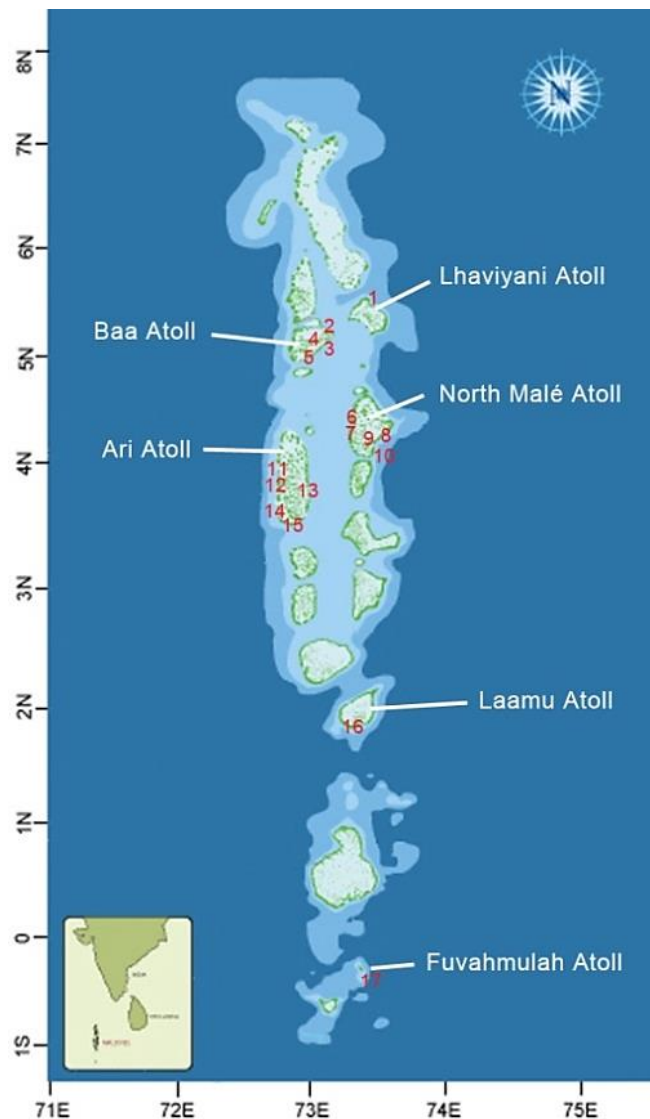 8N
N
7N
6N
Lhaviyani Atoll
1
Baa Atoll
2
4
3
5
5N
North Malé Atoll
6
7
8
9
10
Ari Atoll
4N
11
12
13
14
15
3N
2N
Laamu Atoll
16
1N
0
Fuvahmulah Atoll
17
INDIA
1S
71E 72E 73E 74E 75E